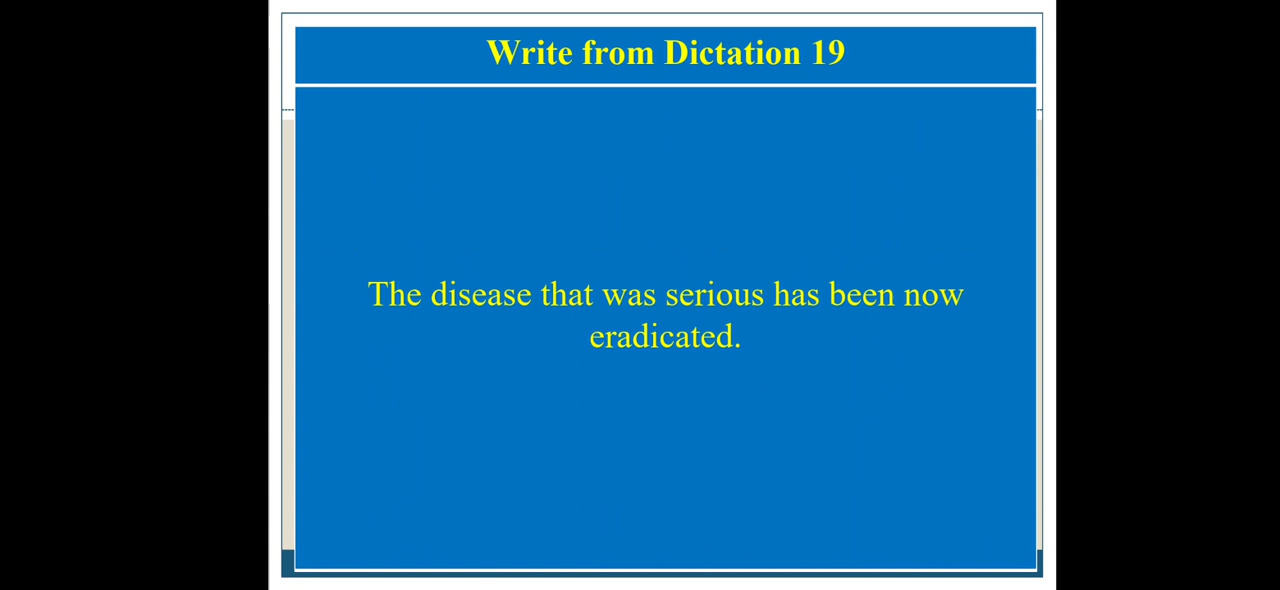 Write from Dictation 19
The disease that was serious has been now
eradicated.